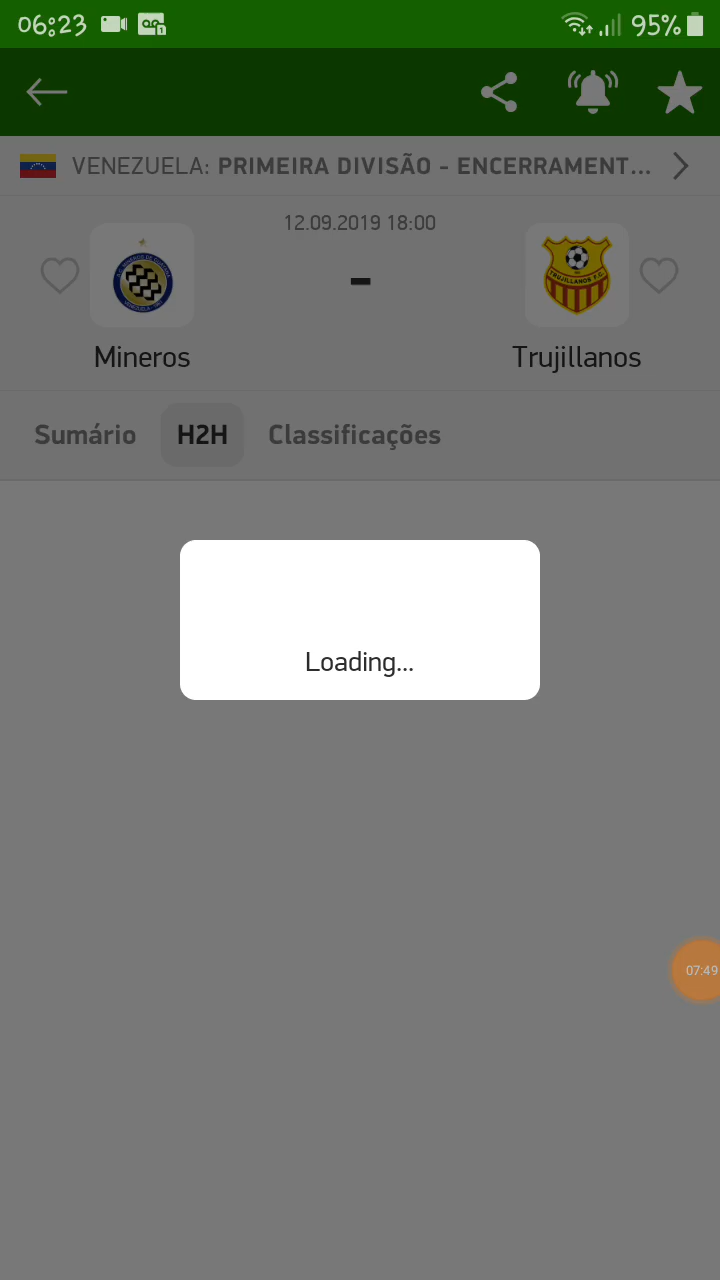 06:23
95%
VENEZUELA: PRIMEIRA DIVISÃO - ENCERRAMENT...
12.09.2019 18:00
-
Mineros
Trujillanos
TRUJILLANOS F.C.
Sumário H2H Classificações
Loading...
07:49